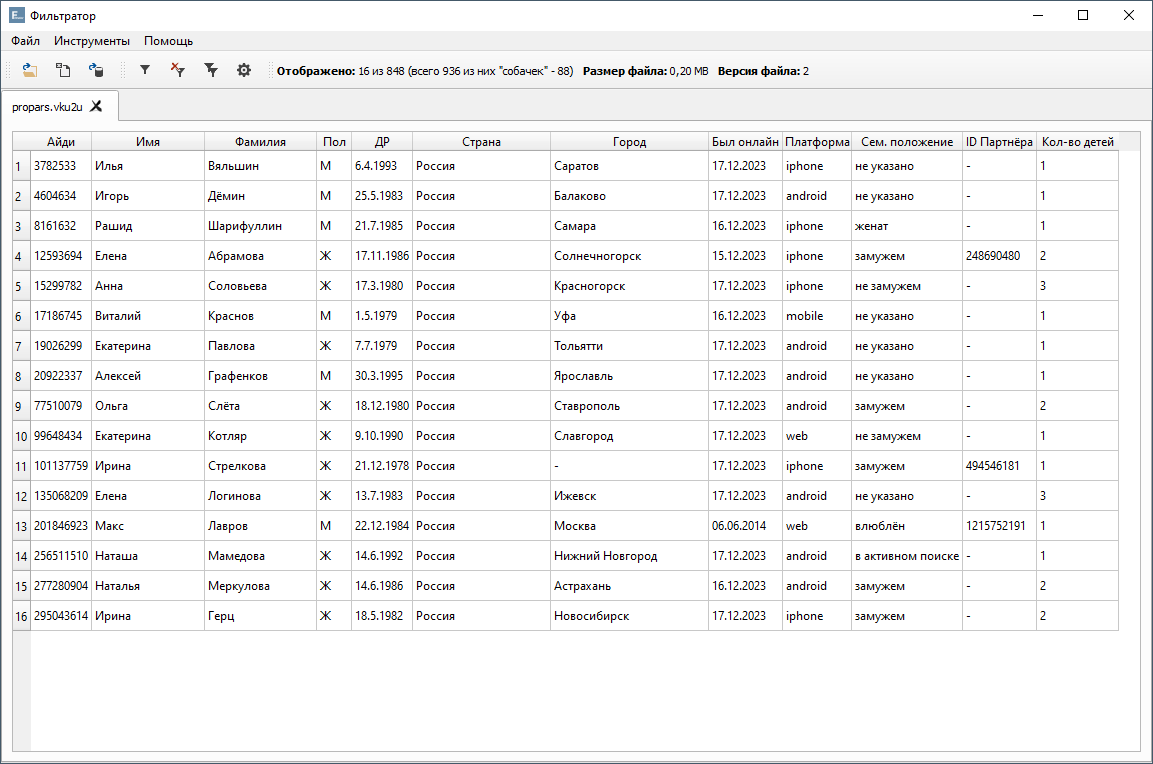 Фильтратор
Файл Инструменты Помощь
Отображено: 16 из 848 (всего 936 из них "собачек" - 88) Размер файла: 0,20 MB Версия файла: 2
propars.vku2u
Айди Имя Фамилия Пол ДР Страна Город Был онлайн Платформа Сем. положение ID Партнёра Кол-во детей
1 3782533 Илья Вяльшин М 6.4.1993 Россия Саратов 17.12.2023 iphone не указано - 1
2 4604634 Игорь Дёмин М 25.5.1983 Россия Балаково 17.12.2023 android не указано - 1
3 8161632 Рашид Шарифуллин М 21.7.1985 Россия Самара 16.12.2023 iphone женат - 1
4 12593694 Елена Абрамова Ж 17.11.1986 Россия Солнечногорск 15.12.2023 iphone замужем 248690480 2
5 15299782 Анна Соловьева Ж 17.3.1980 Россия Красногорск 17.12.2023 iphone не замужем - 3
6 17186745 Виталий Краснов М 1.5.1979 Россия Уфа 16.12.2023 mobile не указано - 1
7 19026299 Екатерина Павлова Ж 7.7.1979 Россия Тольятти 17.12.2023 android не указано - 1
8 20922337 Алексей Графенков М 30.3.1995 Россия Ярославль 17.12.2023 android не указано - 1
9 77510079 Ольга Слёта Ж 18.12.1980 Россия Ставрополь 17.12.2023 android замужем - 2
10 99648434 Екатерина Котляр Ж 9.10.1990 Россия Славгород 17.12.2023 web не замужем - 1
11 101137759 Ирина Стрелкова Ж 21.12.1978 Россия - 17.12.2023 iphone замужем 494546181 1
12 135068209 Елена Логинова Ж 13.7.1983 Россия Ижевск 17.12.2023 android не указано - 3
13 201846923 Макс Лавров М 22.12.1984 Россия Москва 06.06.2014 web влюблён 1215752191 1
14 256511510 Наташа Мамедова Ж 14.6.1992 Россия Нижний Новгород 17.12.2023 android в активном поиске - 1
15 277280904 Наталья Меркулова Ж 14.6.1986 Россия Астрахань 16.12.2023 android замужем - 2
16 295043614 Ирина Герц Ж 18.5.1982 Россия Новосибирск 17.12.2023 iphone замужем - 2